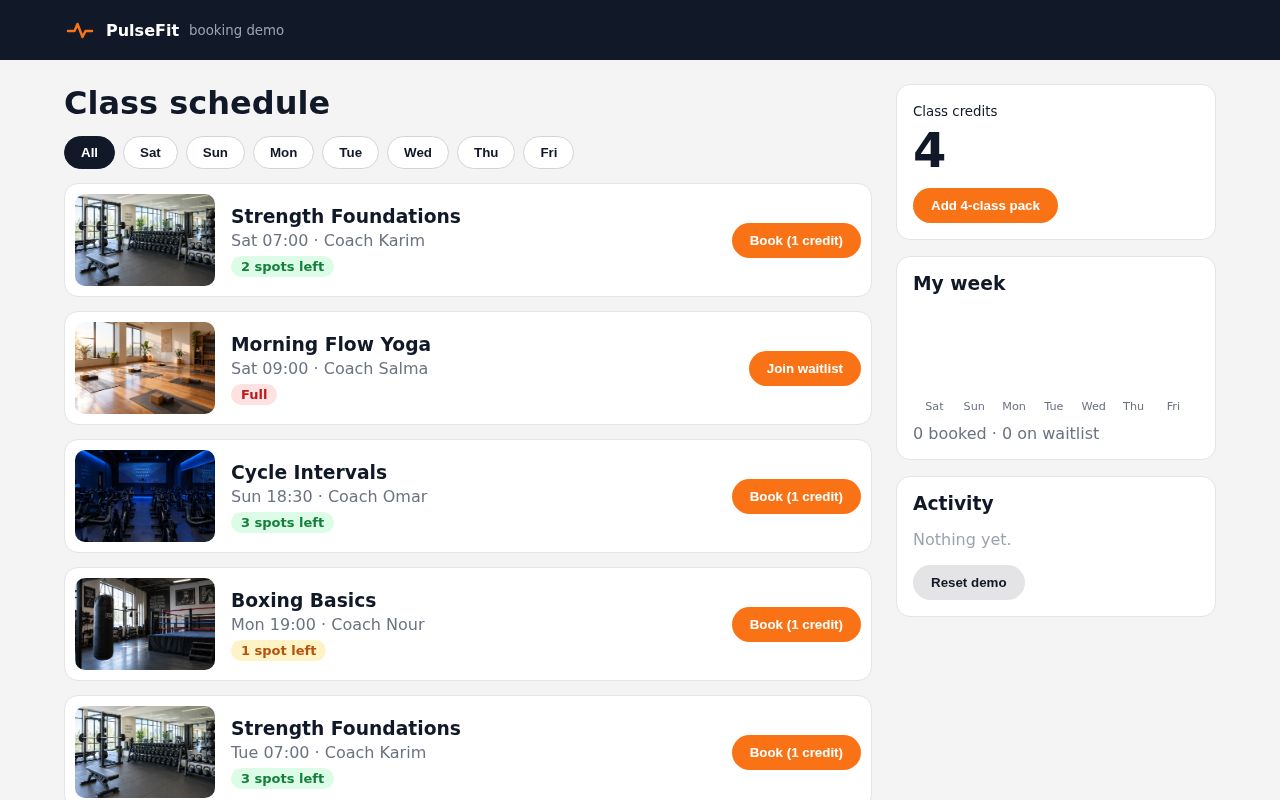 PulseFit booking demo
Class schedule
All Sat Sun Mon Tue Wed Thu Fri
Strength Foundations
Sat 07:00 · Coach Karim
2 spots left
Book (1 credit)
Morning Flow Yoga
Sat 09:00 · Coach Salma
Full
Join waitlist
Cycle Intervals
Sun 18:30 · Coach Omar
3 spots left
Book (1 credit)
Boxing Basics
Mon 19:00 · Coach Nour
1 spot left
Book (1 credit)
Strength Foundations
Tue 07:00 · Coach Karim
3 spots left
Book (1 credit)
Class credits
4
Add 4-class pack
My week
Sat Sun Mon Tue Wed Thu Fri
0 booked · 0 on waitlist
Activity
Nothing yet.
Reset demo